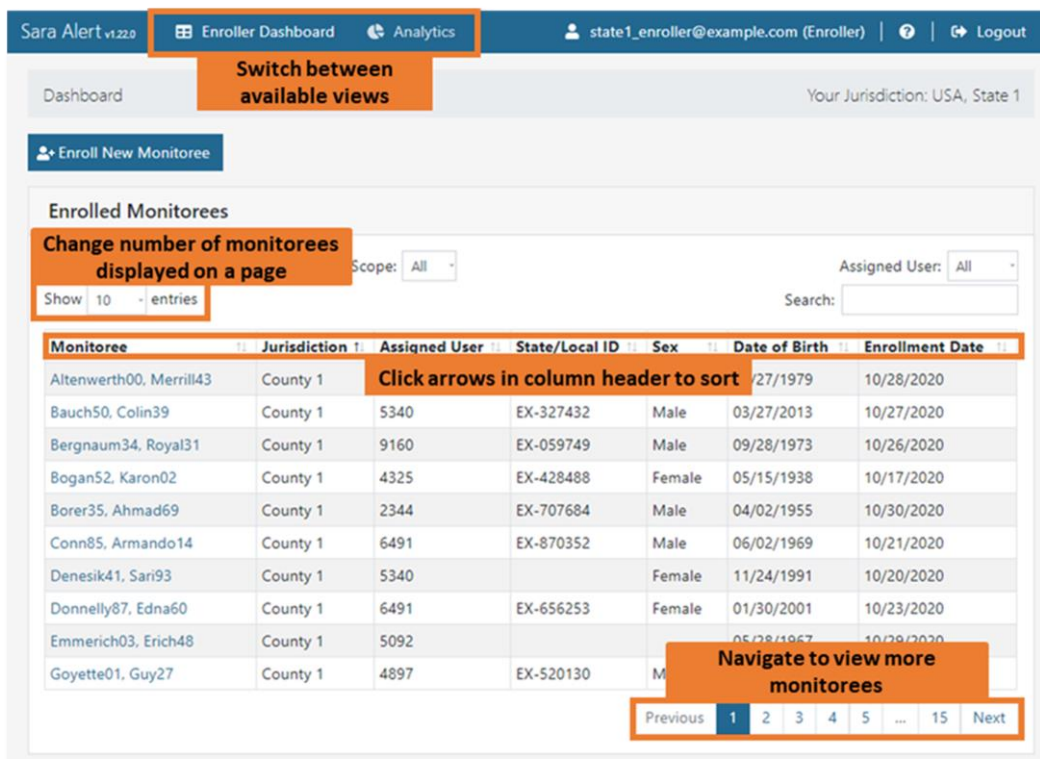 Sara Alert v1.22.0 Enroller Dashboard Analytics state1_enroller@example.com (Enroller) | ? | Logout
Switch between
available views
Dashboard Your Jurisdiction: USA, State 1
Enroll New Monitoree
Enrolled Monitorees
Change number of monitorees
displayed on a page
Scope: All Assigned User: All
Show 10 entries Search:
Monitoree Jurisdiction Assigned User State/Local ID Sex Date of Birth Enrollment Date
Altenwerth00, Merrill43 County 1 Click arrows in column header to sort /27/1979 10/28/2020
Bauch50, Colin39 County 1 5340 EX-327432 Male 03/27/2013 10/27/2020
Bergnaum34, Royal31 County 1 9160 EX-059749 Male 09/28/1973 10/26/2020
Bogan52, Karon02 County 1 4325 EX-428488 Female 05/15/1938 10/17/2020
Borer35, Ahmad69 County 1 2344 EX-707684 Male 04/02/1955 10/30/2020
Conn85, Armando14 County 1 6491 EX-870352 Male 06/02/1969 10/21/2020
Denesik41, Sari93 County 1 5340 Female 11/24/1991 10/20/2020
Donnelly87, Edna60 County 1 6491 EX-656253 Female 01/30/2001 10/23/2020
Emmerich03, Erich48 County 1 5092 05/28/1967 10/29/2020
Goyette01, Guy27 County 1 4897 EX-520130
Navigate to view more
monitorees
Previous 1 2 3 4 5 ... 15 Next